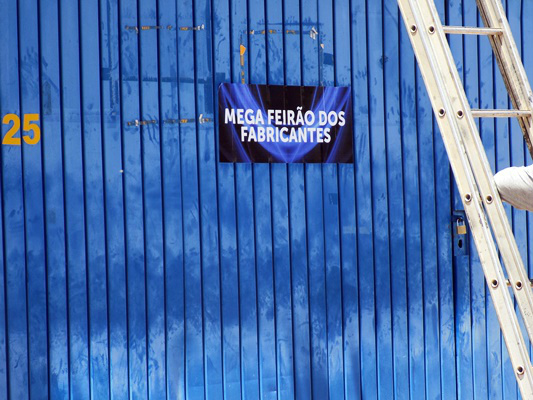 25
MEGA FEIRÃO DOS
FABRICANTES